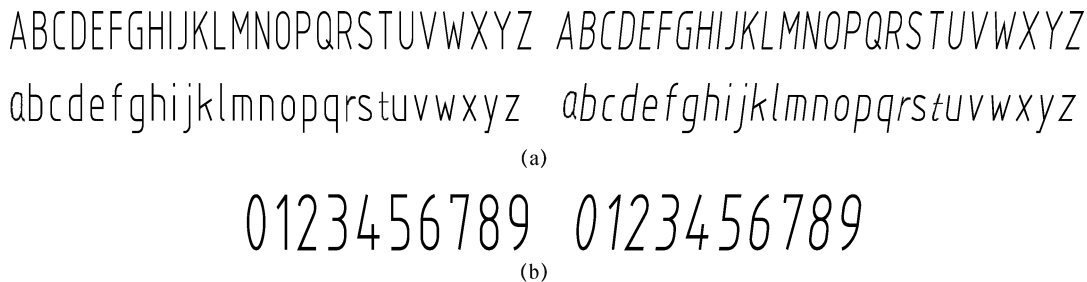 ABCDEFGHIJKLMNOPQRSTUVWXYZ ABCDEFGHIJKLMNOPQRSTUVWXYZ
abcdefghijklmnopqrstuvwxyz abcdefghijklmnopqrstuvwxyz
(a)
0123456789 0123456789
(b)